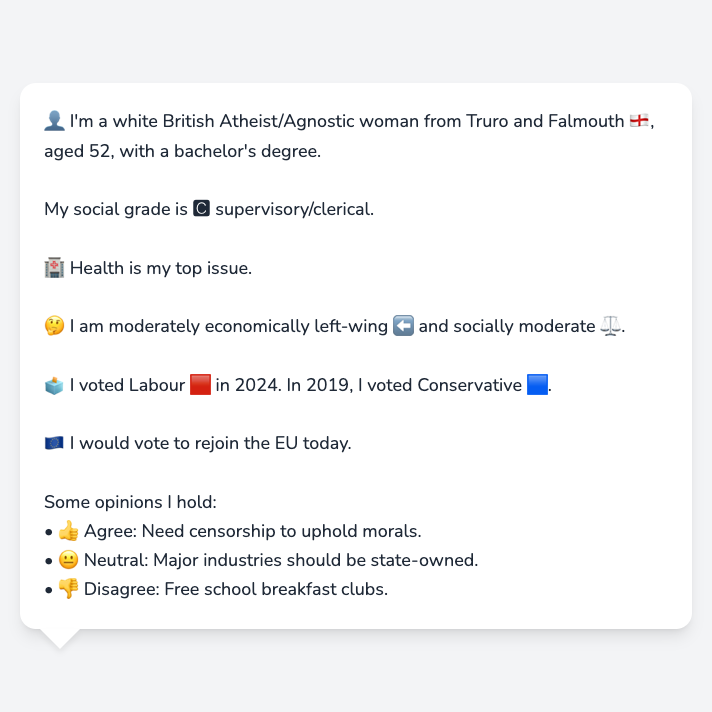 👤 I'm a white British Atheist/Agnostic woman from Truro and Falmouth 🏴󠁧󠁢󠁥󠁮󠁧󠁿,
aged 52, with a bachelor's degree.
My social grade is 🅲 supervisory/clerical.
🏥 Health is my top issue.
🤔 I am moderately economically left-wing ⬅️ and socially moderate ⚖️.
🗳️ I voted Labour 🟥 in 2024. In 2019, I voted Conservative 🟦.
🇪🇺 I would vote to rejoin the EU today.
Some opinions I hold:
• 👍 Agree: Need censorship to uphold morals.
• 😐 Neutral: Major industries should be state-owned.
• 👎 Disagree: Free school breakfast clubs.